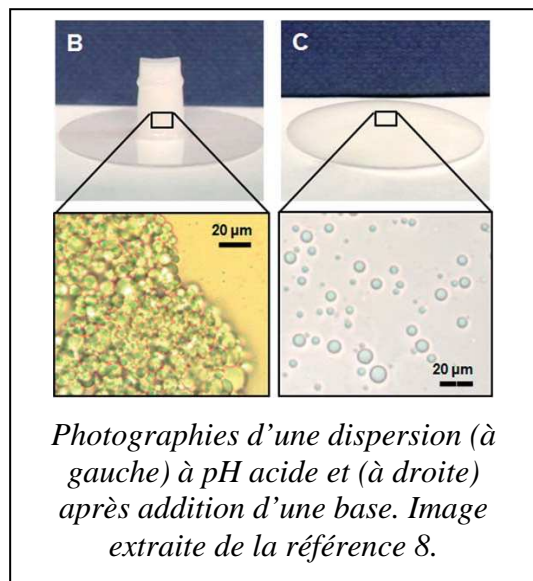 B
C
20 µm
20 µm
Photographies d’une dispersion (à
gauche) à pH acide et (à droite)
après addition d’une base. Image
extraite de la référence 8.